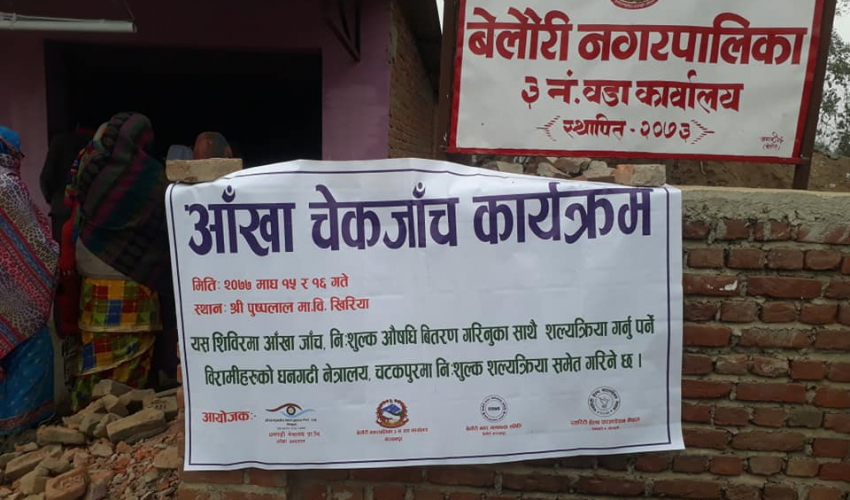 बेलौरी नगरपालिका
३ नं. वडा कार्यालय
स्थापित - २०७३
आँखा चेकजाँच कार्यक्रम
मिति: २०७७ माघ १५ र १६ गते
स्थान: श्री पुष्पलाल मा.वि. खिरिया
यस शिविरमा आँखा जाँच, नि:शुल्क औषधि बितरण गरिनुका साथै शल्यक्रिया गर्नु पर्ने
बिरामीहरुको धनगढी नेत्रालय, चटकपुरमा नि:शुल्क शल्यक्रिया समेत गरिने छ ।
आयोजक:-